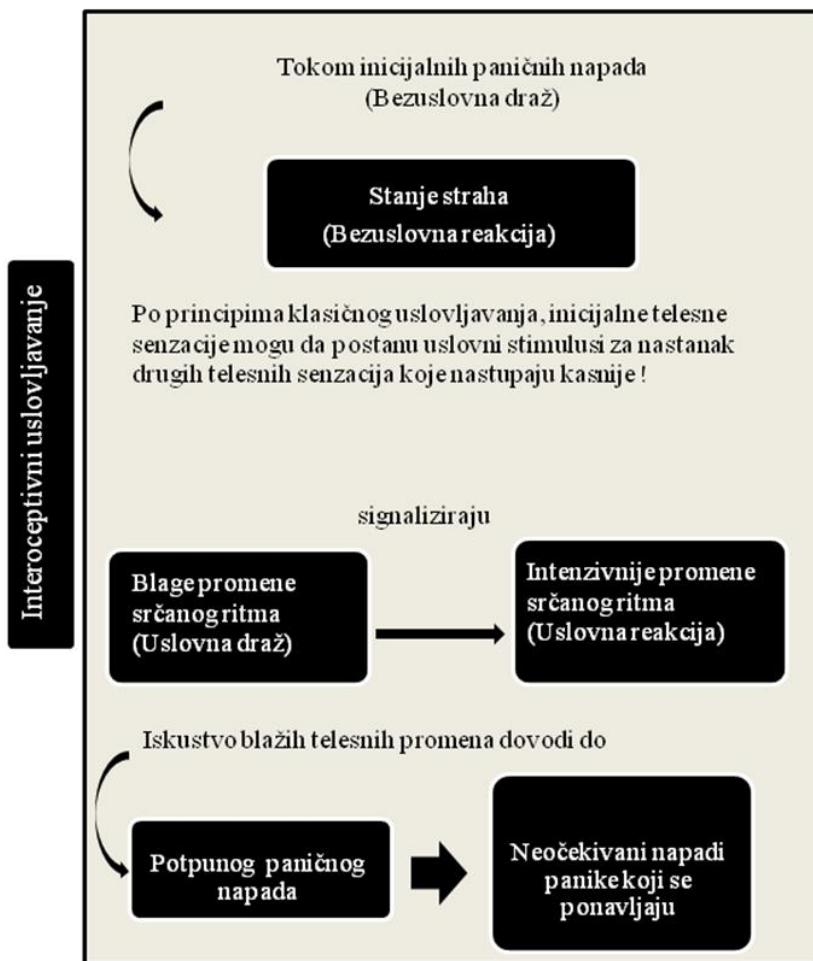 Interoceptivni uslovljavanje
Tokom inicijalnih paničnih napada
(Bezuslovna draž)
Stanje straha
(Bezuslovna reakcija)
Po principima klasičnog uslovljavanja, inicijalne telesne
senzacije mogu da postanu uslovni stimulusi za nastanak
drugih telesnih senzacija koje nastupaju kasnije !
signaliziraju
Blage promene
srčanog ritma
(Uslovna draž)
Intenzivnije promene
srčanog ritma
(Uslovna reakcija)
Iskustvo blažih telesnih promena dovodi do
Potpunog paničnog
napada
Neočekivani napadi
panike koji se
ponavljaju